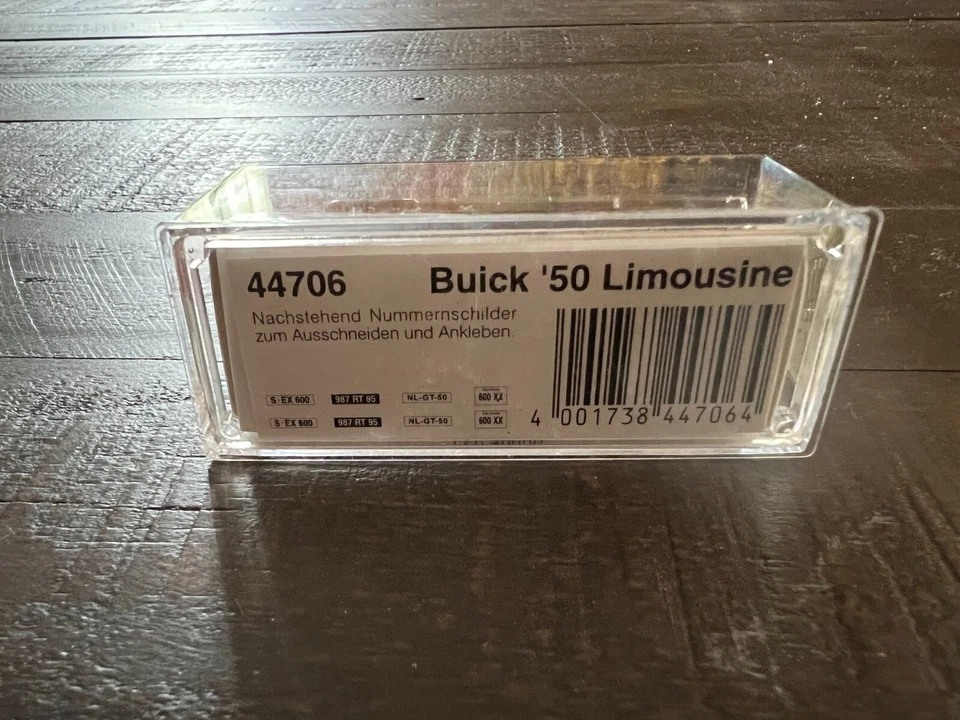 44706 Buick '50 Limousine
Nachstehend Nummernschilder
zum Ausschneiden und Ankleben.
S·EX 600 987 RT 95 NL-GT-50 600 XX
S·EX 600 987 RT 95 NL-GT-50 600 XX
4 001738 447064